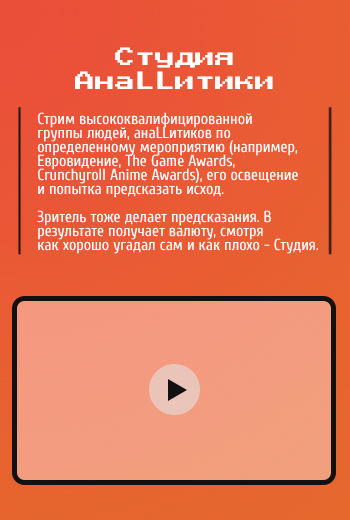 Студия
АнаLLитики
Стрим высококвалифицированной
группы людей, анаLLитиков по
определенному мероприятию (например,
Евровидение, The Game Awards,
Crunchyroll Anime Awards), его освещение
и попытка предсказать исход.
Зритель тоже делает предсказания. В
результате получает валюту, смотря
как хорошо угадал сам и как плохо - Студия.